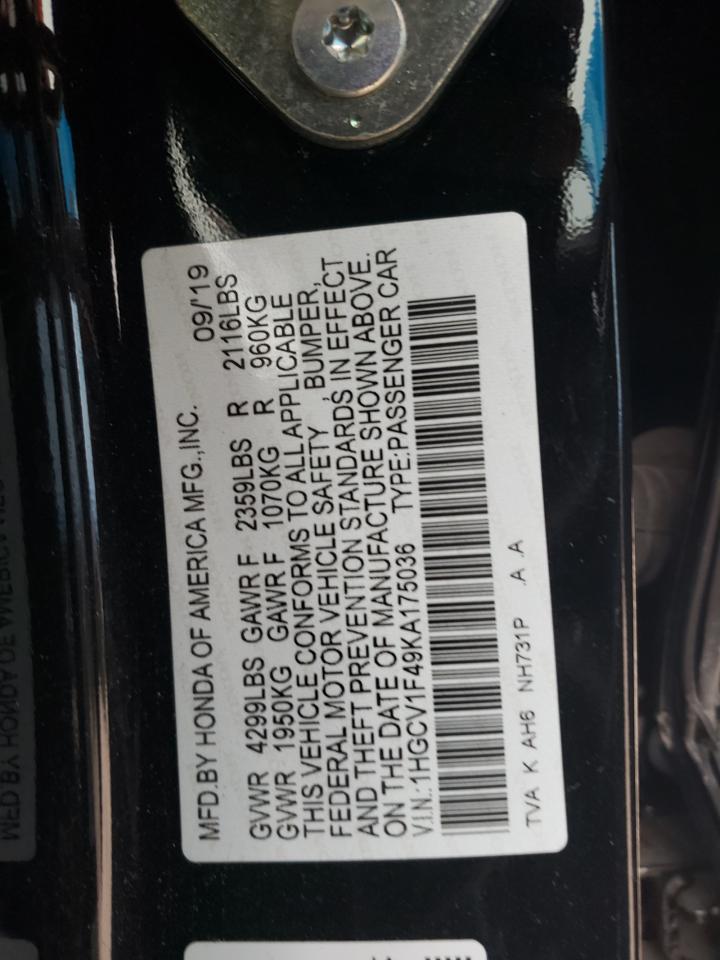 MFD.BY HONDA OF AMERICA MFG.,INC. 09/'19
GVWR 4299LBS GAWR F 2359LBS R 2116LBS
GVWR 1950KG GAWR F 1070KG R 960KG
THIS VEHICLE CONFORMS TO ALL APPLICABLE
FEDERAL MOTOR VEHICLE SAFETY , BUMPER,
AND THEFT PREVENTION STANDARDS IN EFFECT
ON THE DATE OF MANUFACTURE SHOWN ABOVE.
V.I.N.:1HGCV1F49KA175036 TYPE:PASSENGER CAR
TVA K AH6 NH731P .A .A